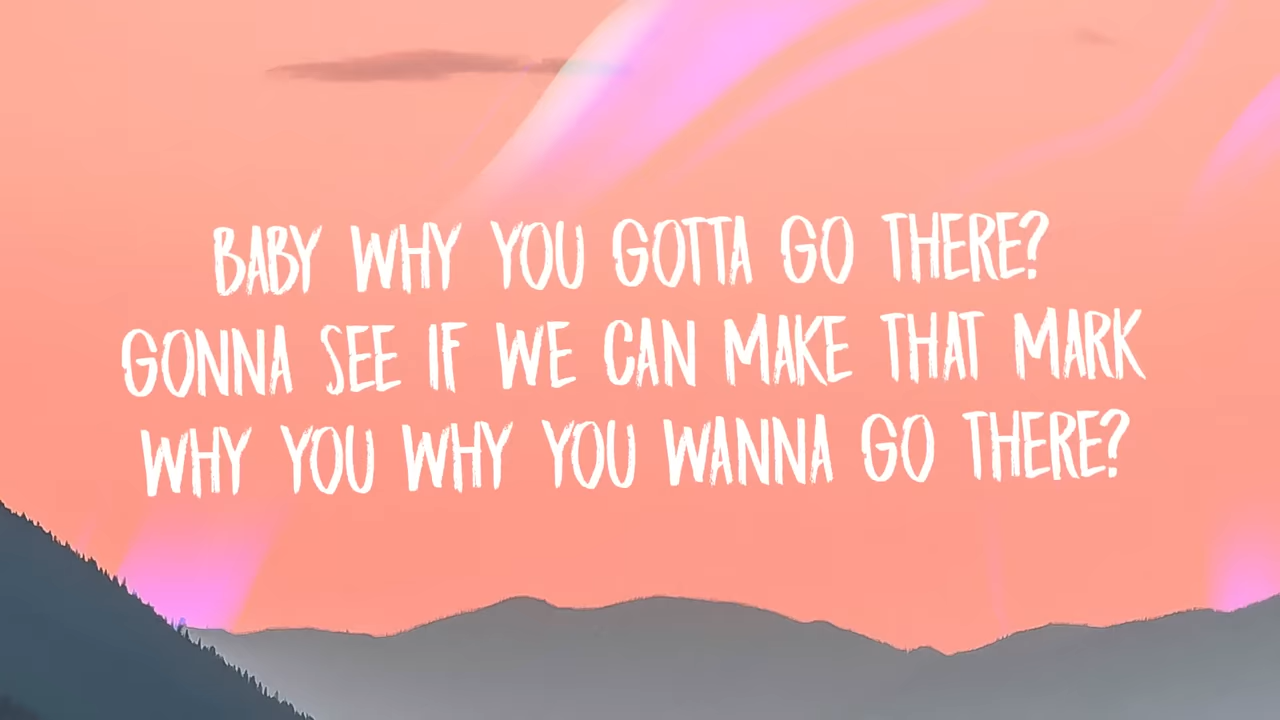 BABY WHY YOU GOTTA GO THERE?
GONNA SEE IF WE CAN MAKE THAT MARK
WHY YOU WHY YOU WANNA GO THERE?